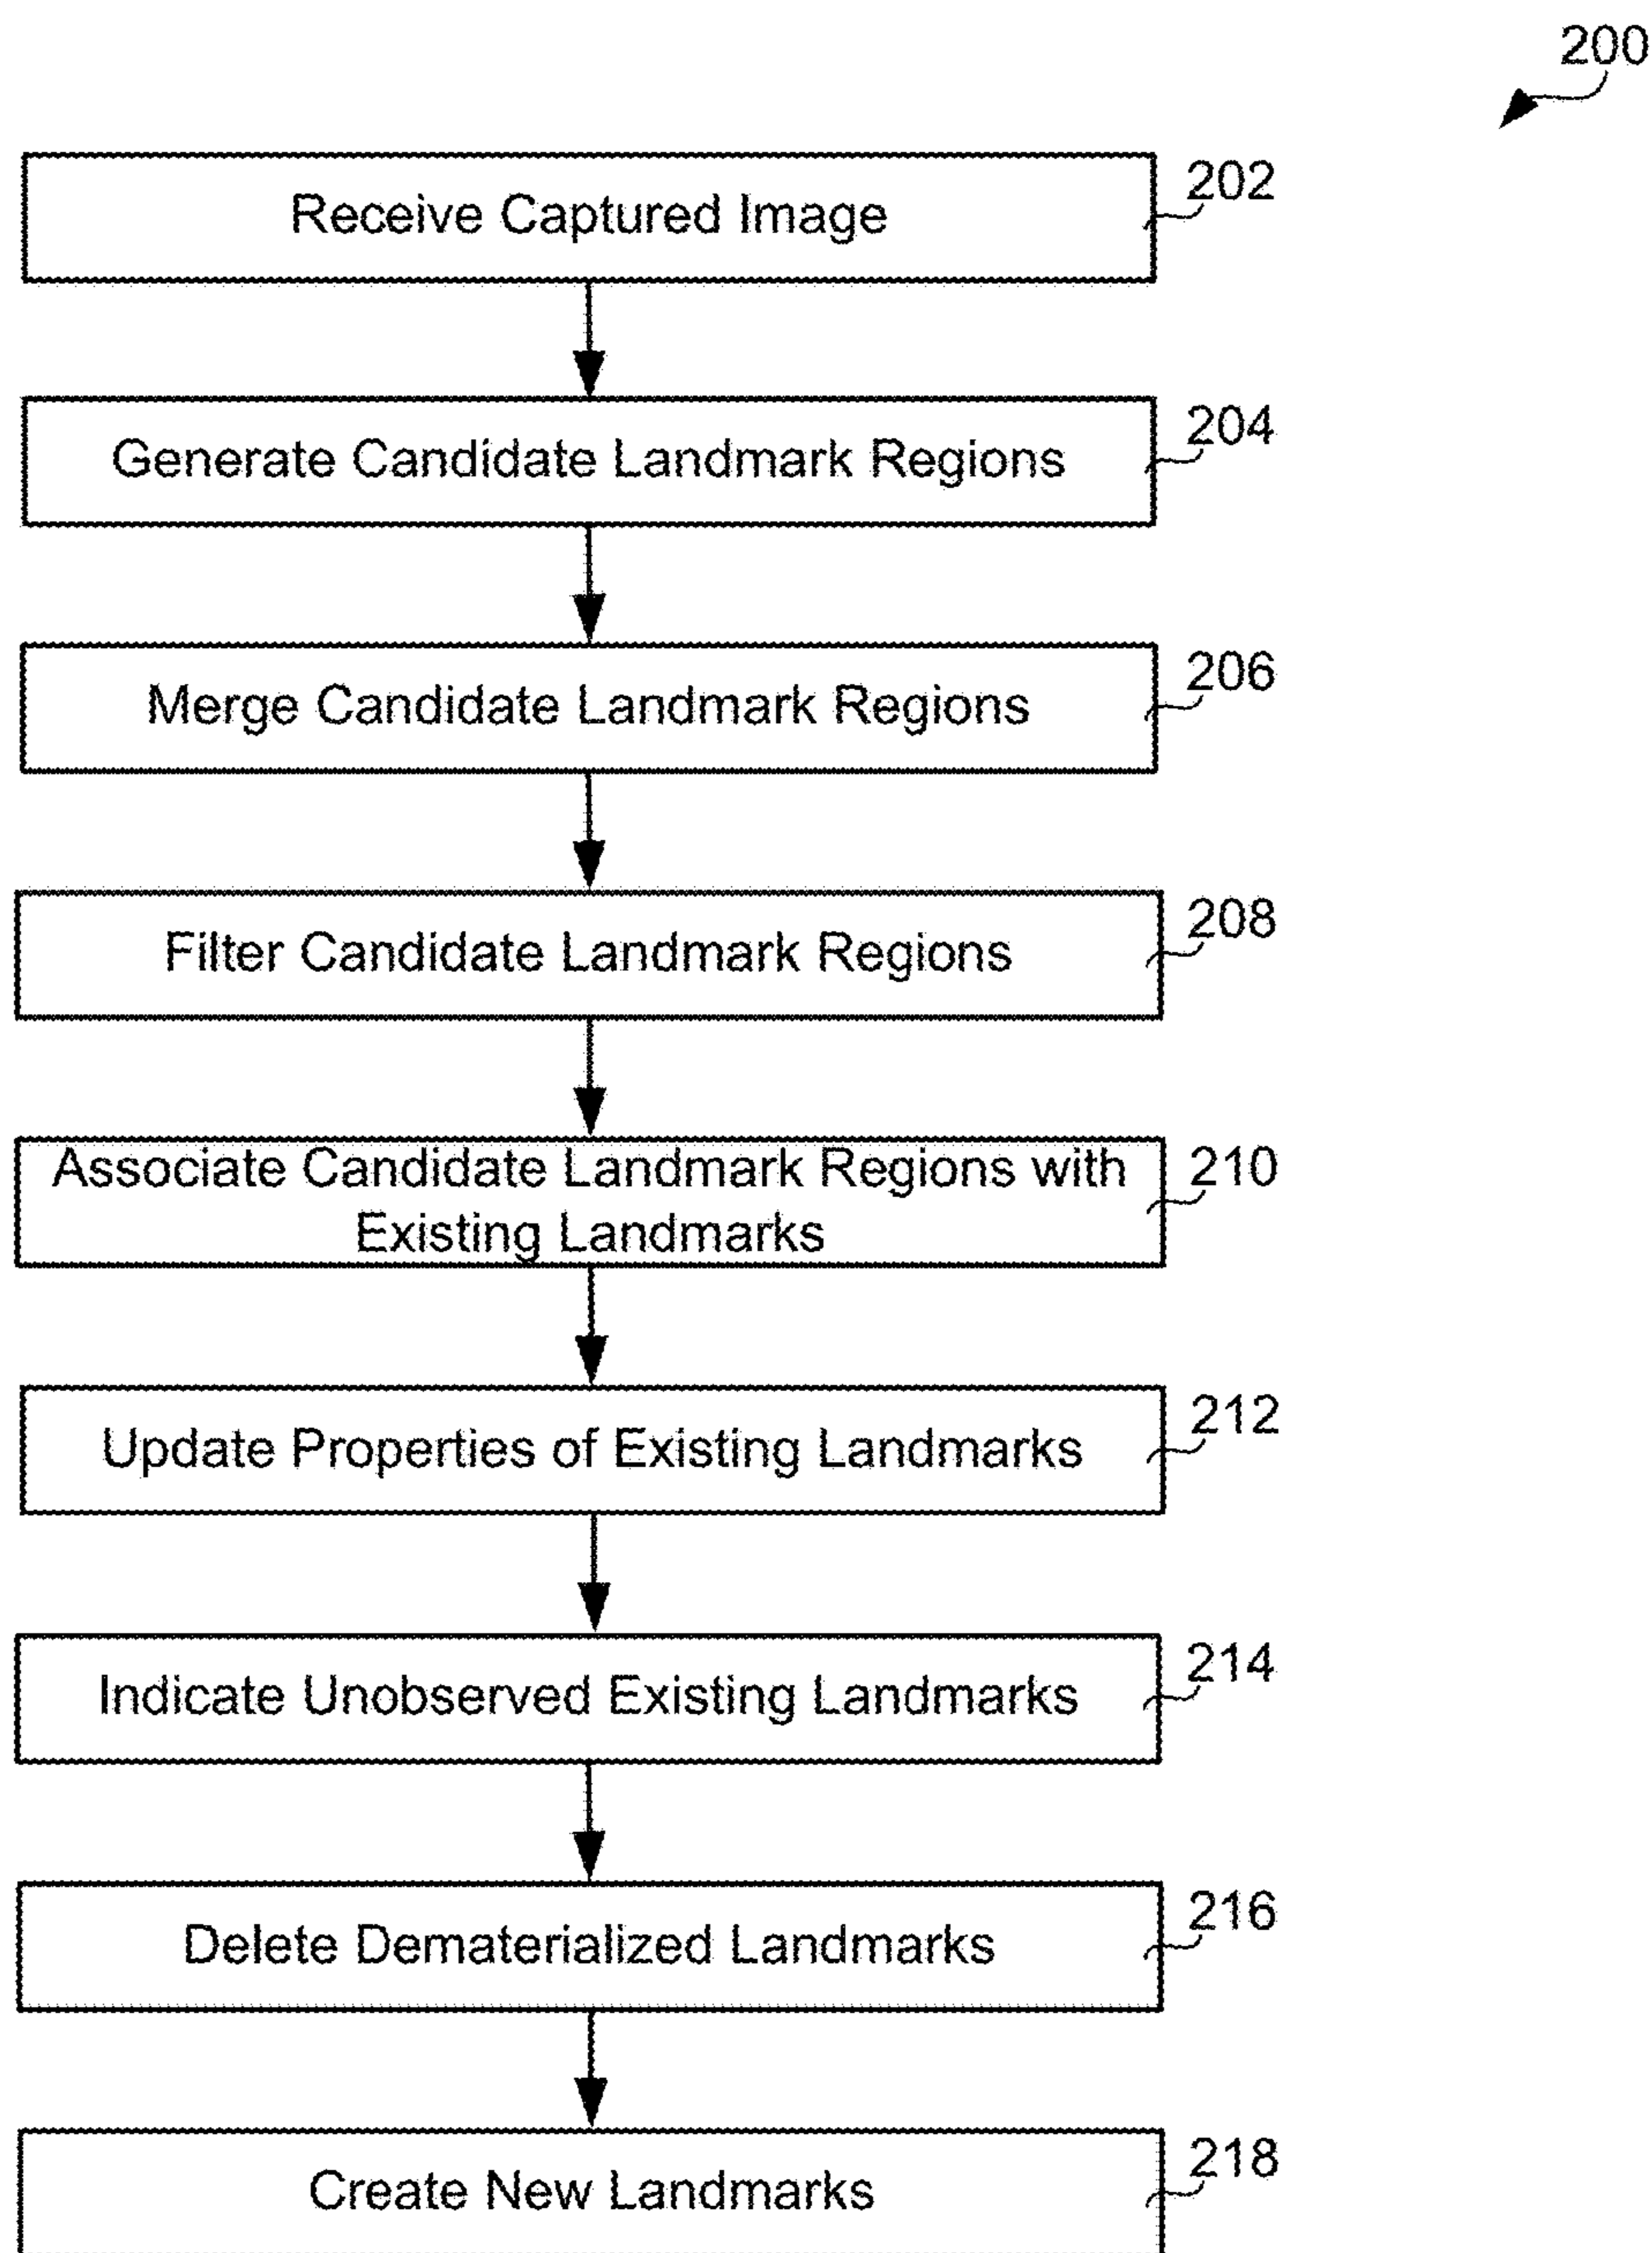 200
Receive Captured Image
202
Generate Candidate Landmark Regions
204
Merge Candidate Landmark Regions
206
Filter Candidate Landmark Regions
208
Associate Candidate Landmark Regions with
Existing Landmarks
210
Update Properties of Existing Landmarks
212
Indicate Unobserved Existing Landmarks
214
Delete Dematerialized Landmarks
216
Create New Landmarks
218